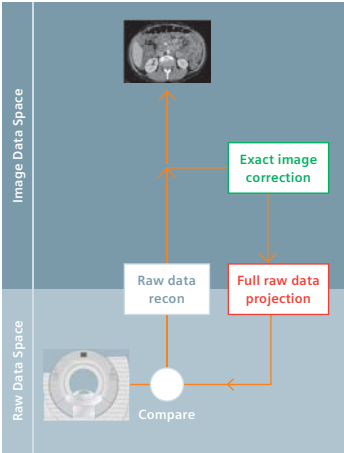 Image Data Space
Exact image
correction
Raw data
recon
Full raw data
projection
Raw Data Space
Compare